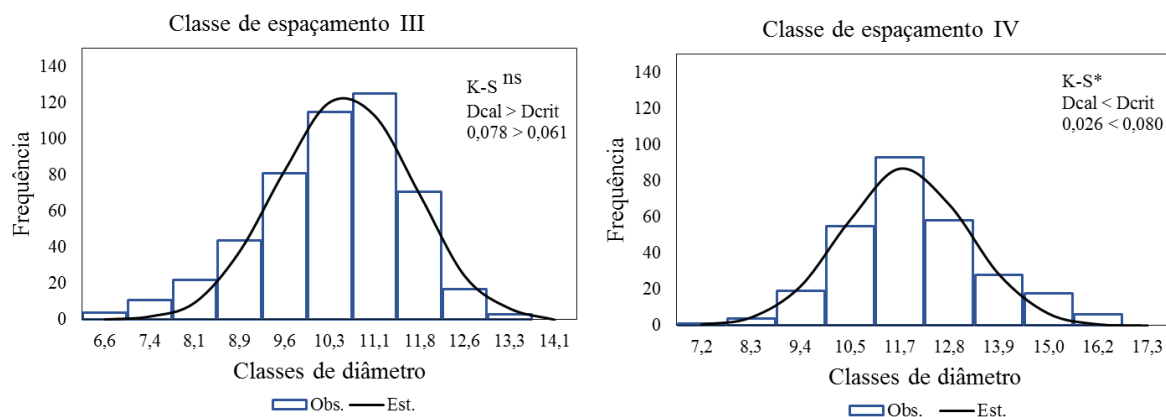 Classe de espaçamento III
140
120
100
80
60
40
20
0
Frequência
K-S ns
Dcal > Dcrit
0,078 > 0,061
6,6 7,4 8,1 8,9 9,6 10,3 11,1 11,8 12,6 13,3 14,1
Classes de diâmetro
Obs. Est.
Classe de espaçamento IV
140
120
100
80
60
40
20
0
Frequência
K-S*
Dcal < Dcrit
0,026 < 0,080
7,2 8,3 9,4 10,5 11,7 12,8 13,9 15,0 16,2 17,3
Classes de diâmetro
Obs. Est.